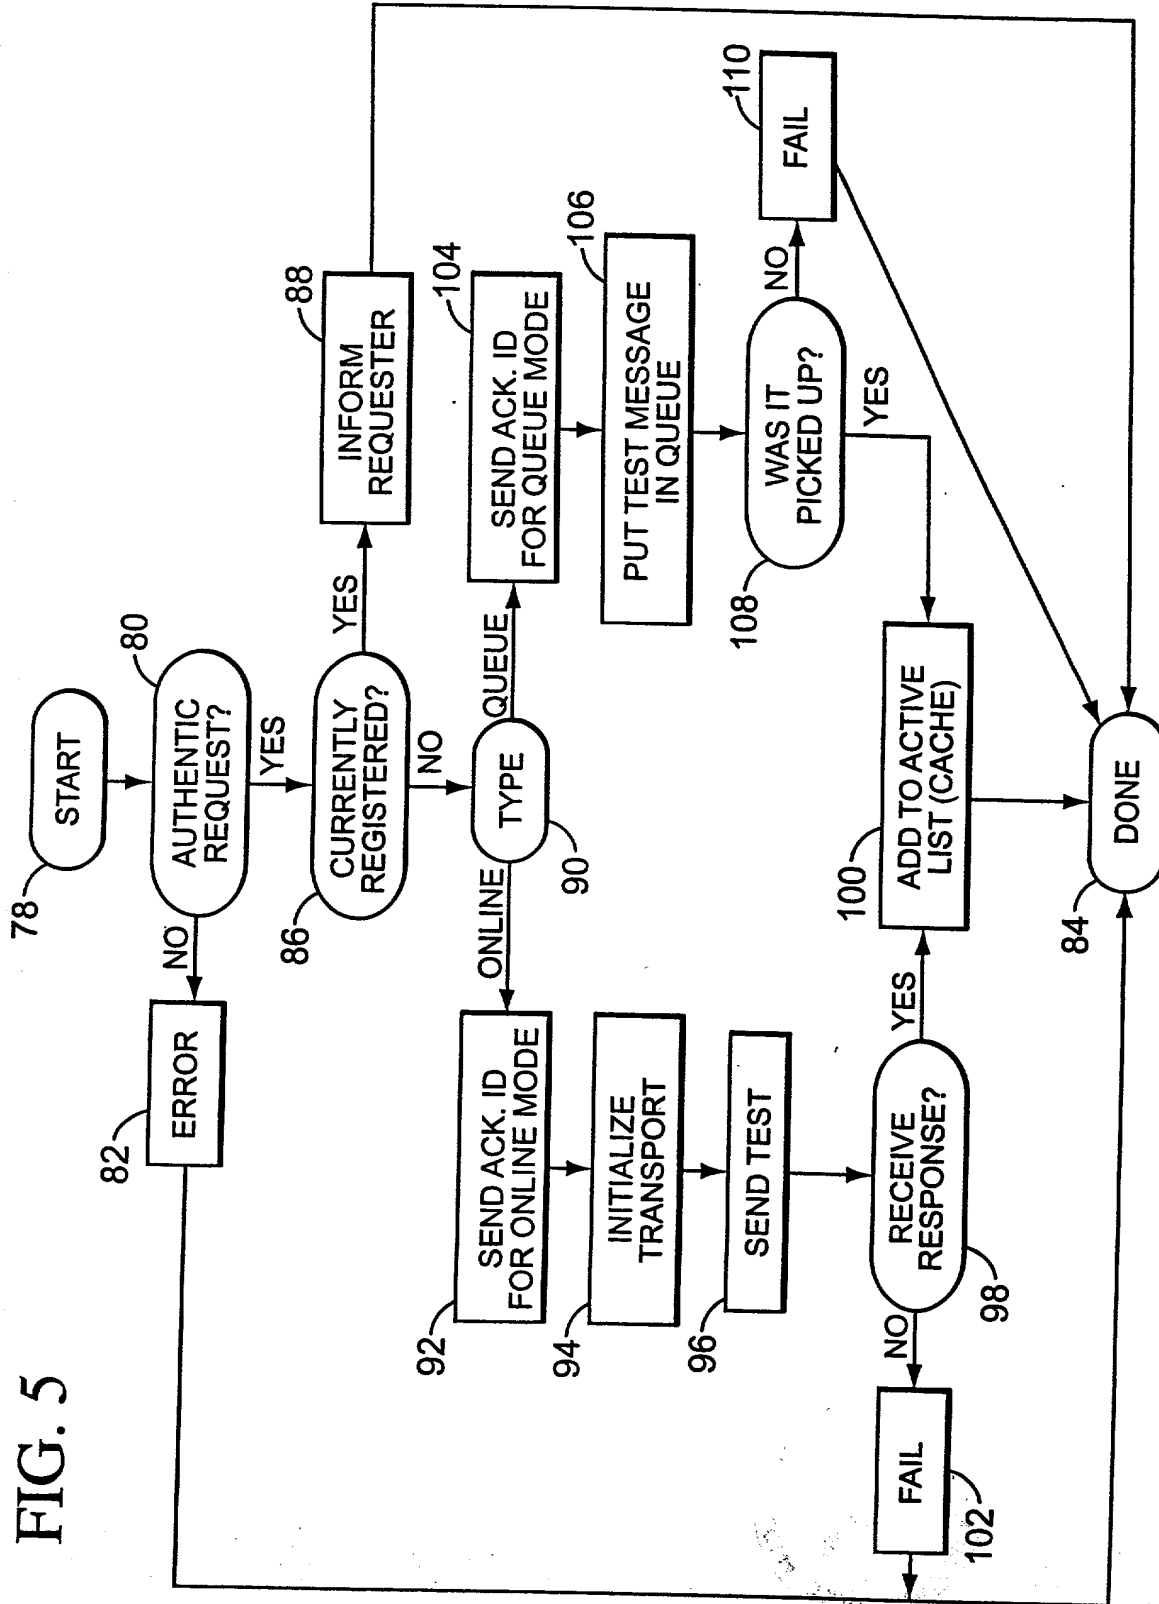 FIG. 5
78
START
80
AUTHENTIC
REQUEST?
NO
82
ERROR
YES
86
CURRENTLY
REGISTERED?
YES
88
INFORM
REQUESTER
NO
90
TYPE
ONLINE
QUEUE
92
SEND ACK. ID
FOR ONLINE MODE
94
INITIALIZE
TRANSPORT
96
SEND TEST
98
RECEIVE
RESPONSE?
NO
102
FAIL
YES
104
SEND ACK. ID
FOR QUEUE MODE
106
PUT TEST MESSAGE
IN QUEUE
108
WAS IT
PICKED UP?
NO
110
FAIL
YES
100
ADD TO ACTIVE
LIST (CACHE)
84
DONE